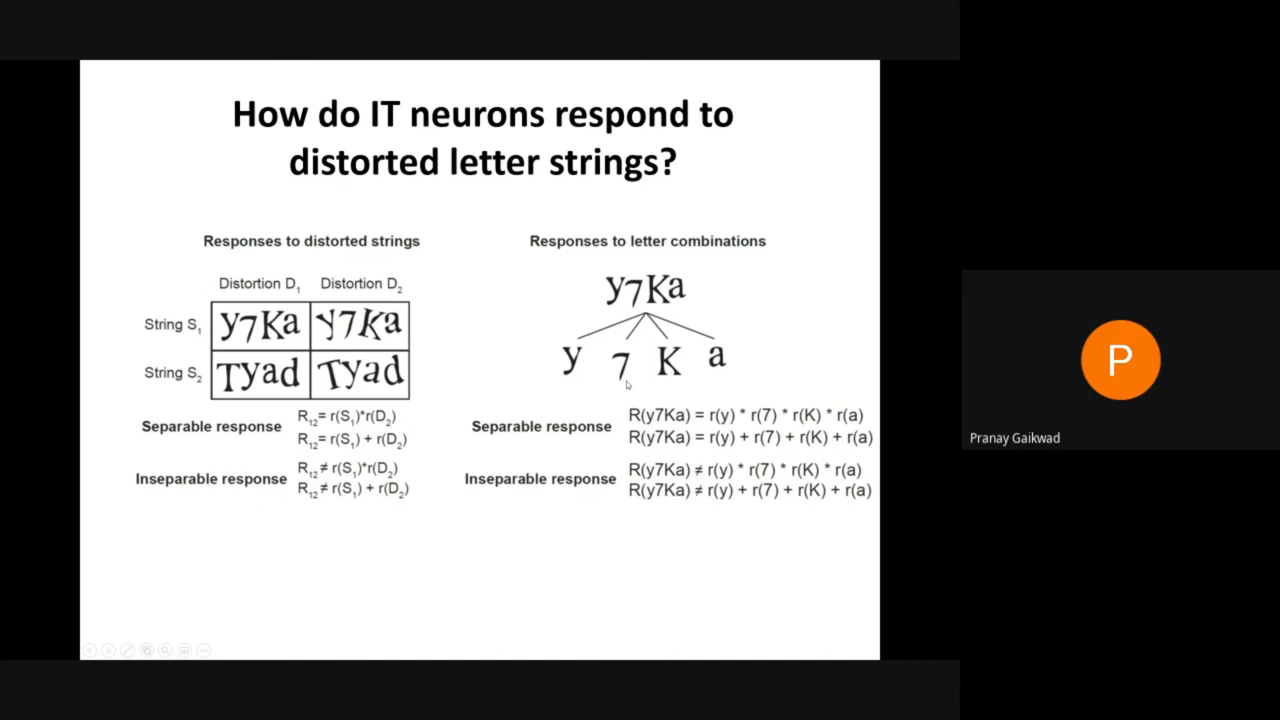 How do IT neurons respond to
distorted letter strings?
Responses to distorted strings
Distortion D₁ Distortion D₂
String S₁ y7Ka y7Ka
String S₂ Tyad Tyad
Separable response
R₁₂= r(S₁)*r(D₂)
R₁₂= r(S₁) + r(D₂)
Inseparable response
R₁₂≠ r(S₁)*r(D₂)
R₁₂≠ r(S₁) + r(D₂)
Responses to letter combinations
y7Ka
y 7 K a
Separable response
R(y7Ka) = r(y) * r(7) * r(K) * r(a)
R(y7Ka) = r(y) + r(7) + r(K) + r(a)
Inseparable response
R(y7Ka) ≠ r(y) * r(7) * r(K) * r(a)
R(y7Ka) ≠ r(y) + r(7) + r(K) + r(a)
P
Pranay Gaikwad